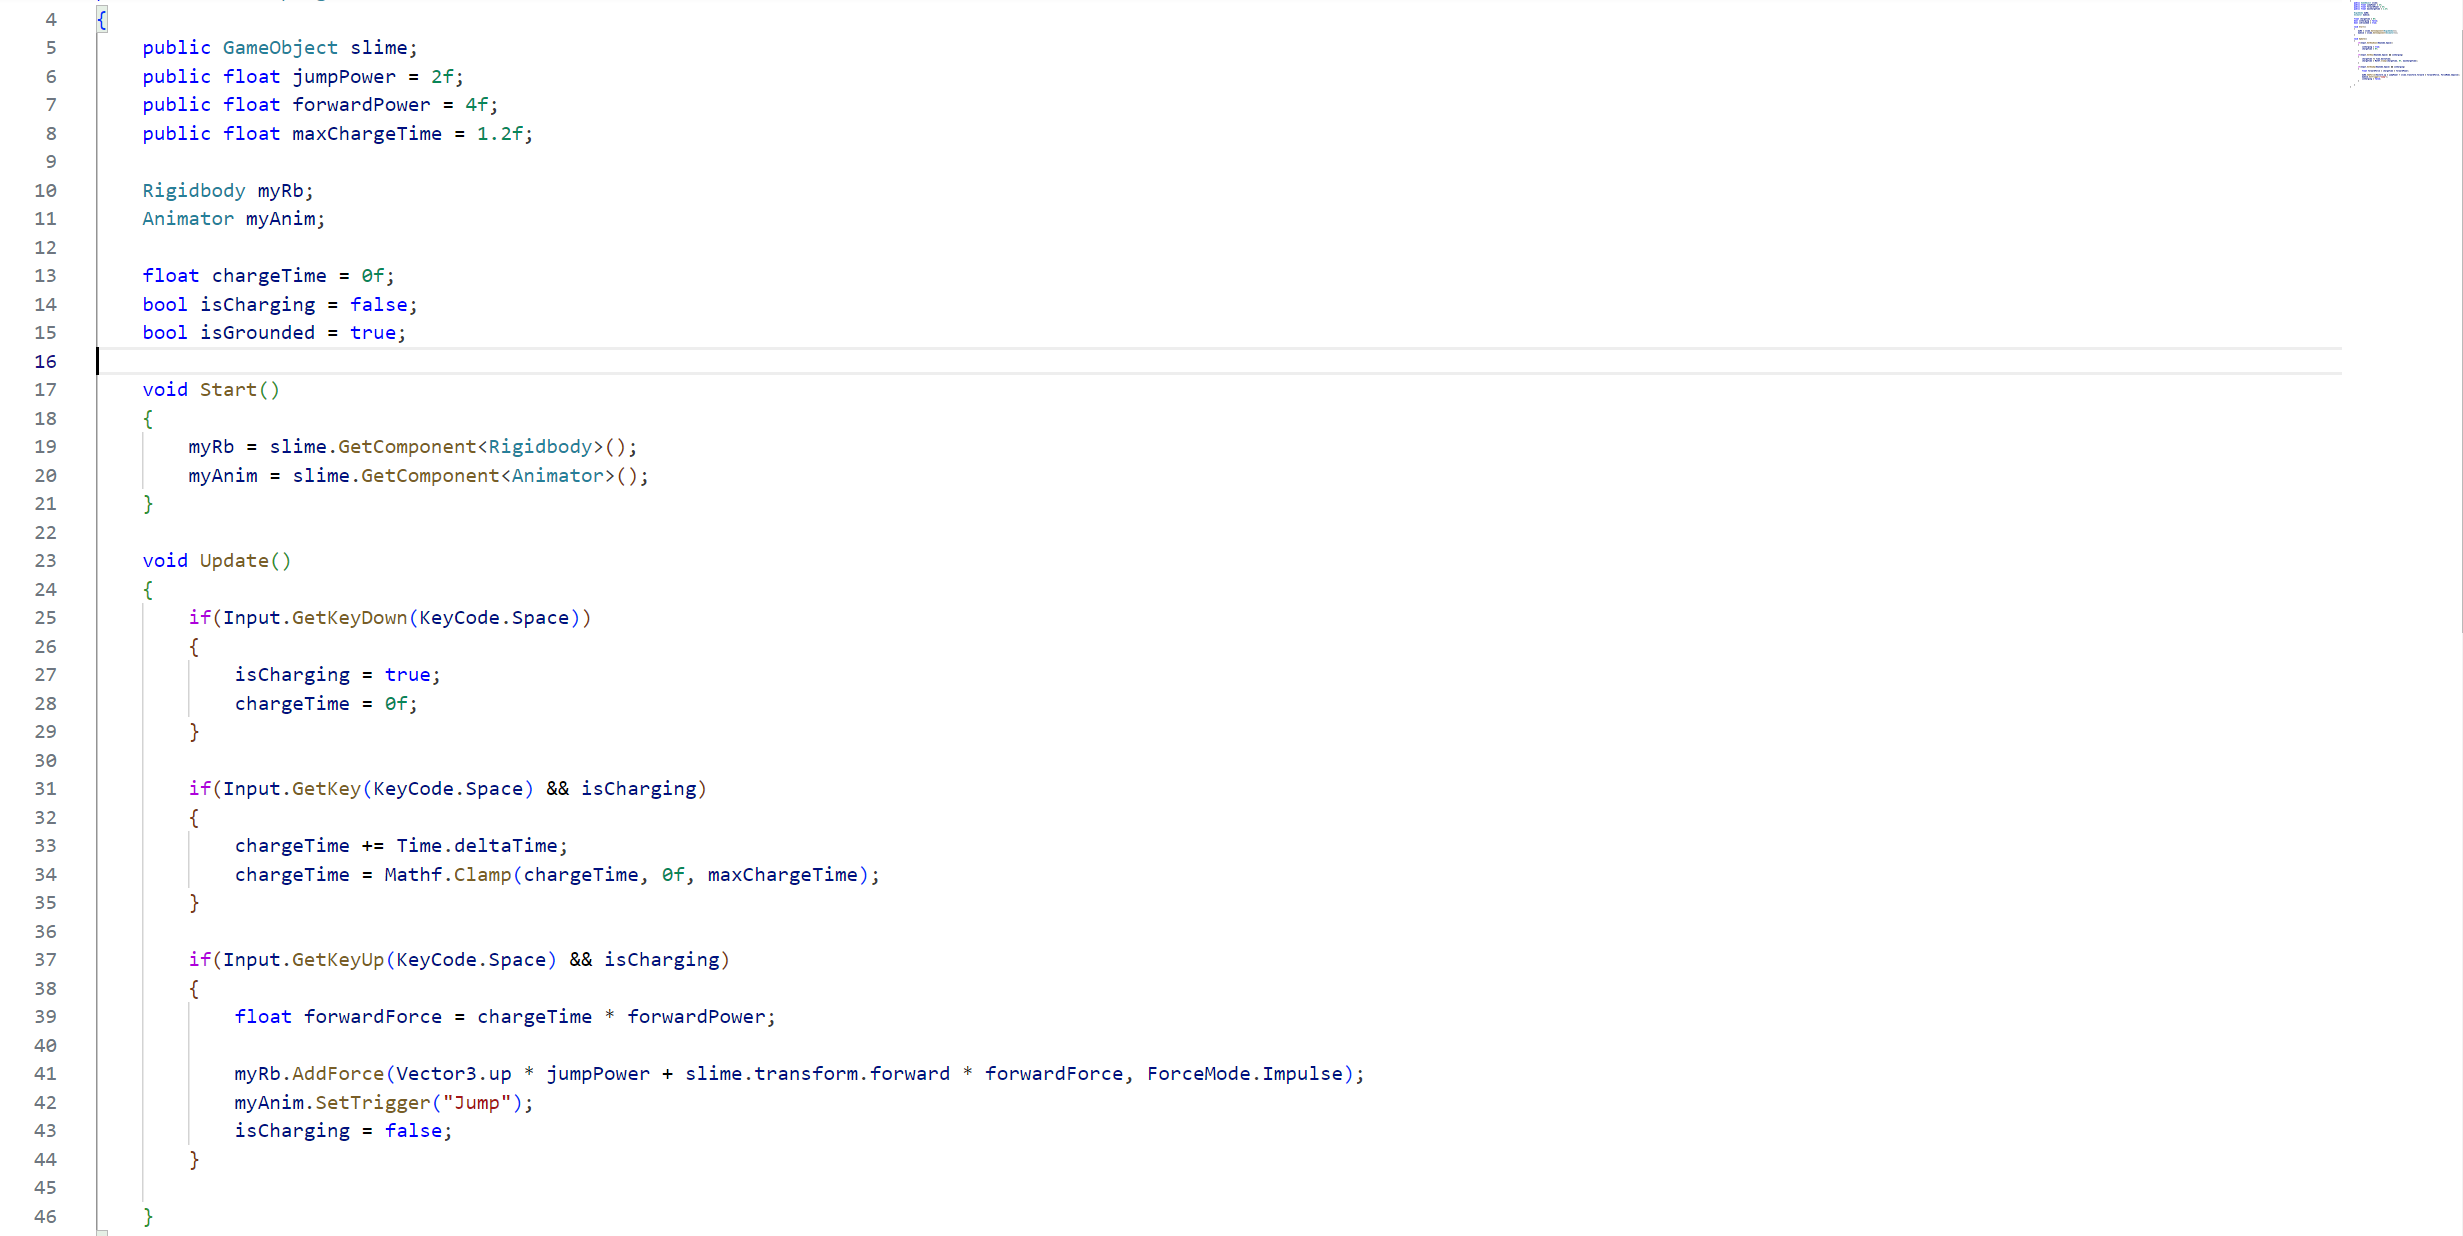 4 {
5     public GameObject slime;
6     public float jumpPower = 2f;
7     public float forwardPower = 4f;
8     public float maxChargeTime = 1.2f;
9
10     Rigidbody myRb;
11     Animator myAnim;
12
13     float chargeTime = 0f;
14     bool isCharging = false;
15     bool isGrounded = true;
16
17     void Start()
18     {
19         myRb = slime.GetComponent<Rigidbody>();
20         myAnim = slime.GetComponent<Animator>();
21     }
22
23     void Update()
24     {
25         if(Input.GetKeyDown(KeyCode.Space))
26         {
27             isCharging = true;
28             chargeTime = 0f;
29         }
30
31         if(Input.GetKey(KeyCode.Space) && isCharging)
32         {
33             chargeTime += Time.deltaTime;
34             chargeTime = Mathf.Clamp(chargeTime, 0f, maxChargeTime);
35         }
36
37         if(Input.GetKeyUp(KeyCode.Space) && isCharging)
38         {
39             float forwardForce = chargeTime * forwardPower;
40
41             myRb.AddForce(Vector3.up * jumpPower + slime.transform.forward * forwardForce, ForceMode.Impulse);
42             myAnim.SetTrigger("Jump");
43             isCharging = false;
44         }
45
46     }